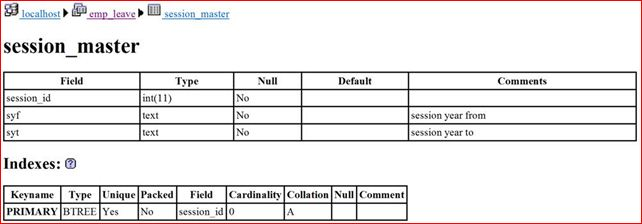 localhost emp_leave session_master
session_master
Field Type Null Default Comments
session_id int(11) No
syf text No session year from
syt text No session year to
Indexes: ?
Keyname Type Unique Packed Field Cardinality Collation Null Comment
PRIMARY BTREE Yes No session_id 0 A